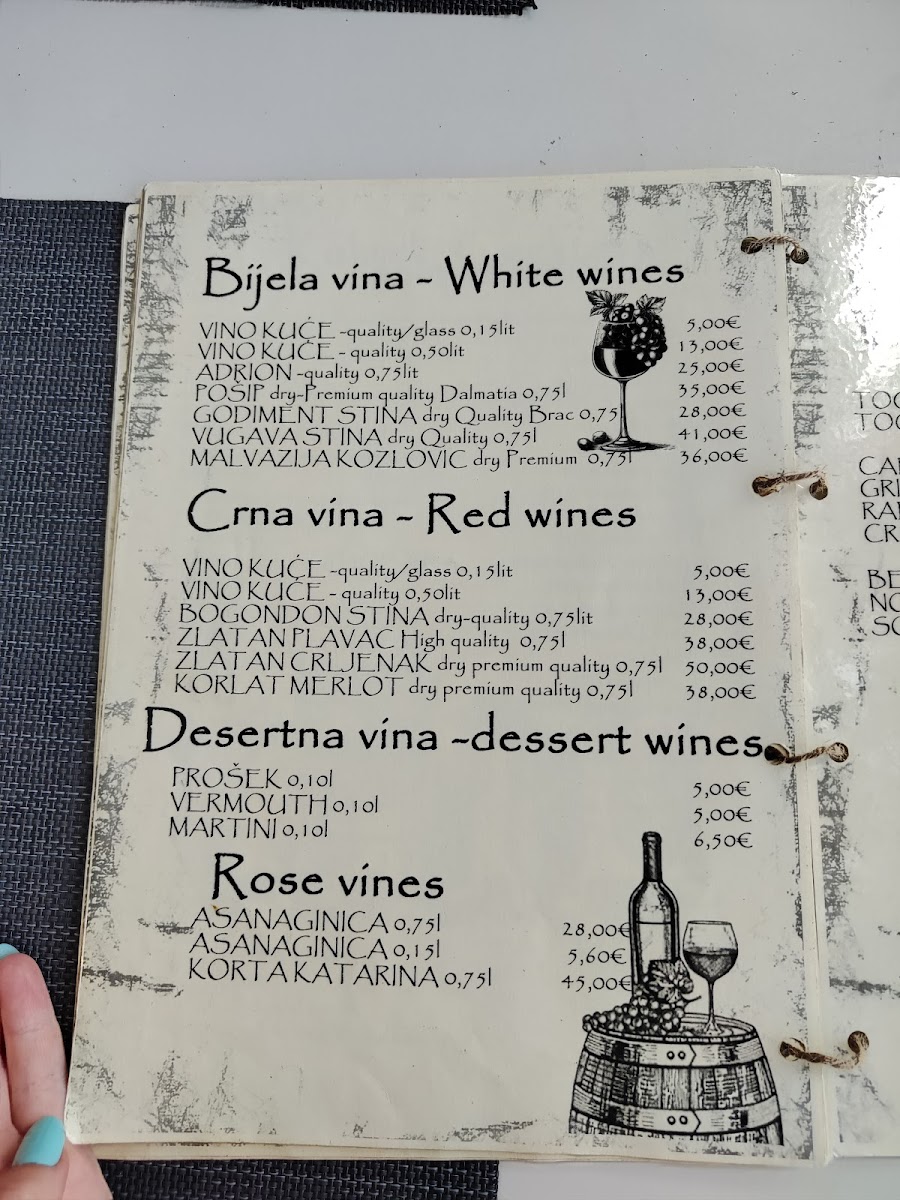 Bijela vina - White wines
VINO KUĆE -quality/glass 0,15lit 5,00€
VINO KUĆE - quality 0,50lit 13,00€
ADRION -quality 0,75lit 25,00€
POŠIP dry-Premium quality Dalmatia 0,75l 35,00€
GODIMENT STINA dry Quality Brac 0,75l 28,00€
VUGAVA STINA dry Quality 0,75l 41,00€
MALVAZIJA KOZLOVIC dry Premium 0,75l 36,00€
Crna vina - Red wines
VINO KUĆE -quality/glass 0,15lit 5,00€
VINO KUĆE - quality 0,50lit 13,00€
BOGONDON STINA dry-quality 0,75lit 28,00€
ZLATAN PLAVAC High quality 0,75l 38,00€
ZLATAN CRLJENAK dry premium quality 0,75l 50,00€
KORLAT MERLOT dry premium quality 0,75l 38,00€
Desertna vina -dessert wines
PROŠEK 0,10l 5,00€
VERMOUTH 0,10l 5,00€
MARTINI 0,10l 6,50€
Rose vines
ASANAGINICA 0,75l 28,00€
ASANAGINICA 0,15l 5,60€
KORTA KATARINA 0,75l 45,00€